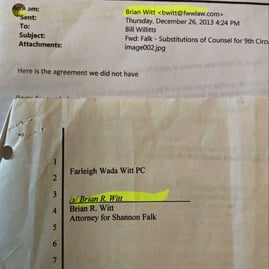 From: Brian Witt <bwitt@fwwlaw.com>
Sent: Thursday, December 26, 2013 4:24 PM
To: Bill Willitts
Subject: Fwd: Falk - Substitutions of Counsel for 9th Circu
Attachments: image002.jpg
Here is the agreement we did not have
1
2 Farleigh Wada Witt PC
3 /s/ Brian R. Witt
4 Brian R. Witt
5 Attorney for Shannon Falk
6
7